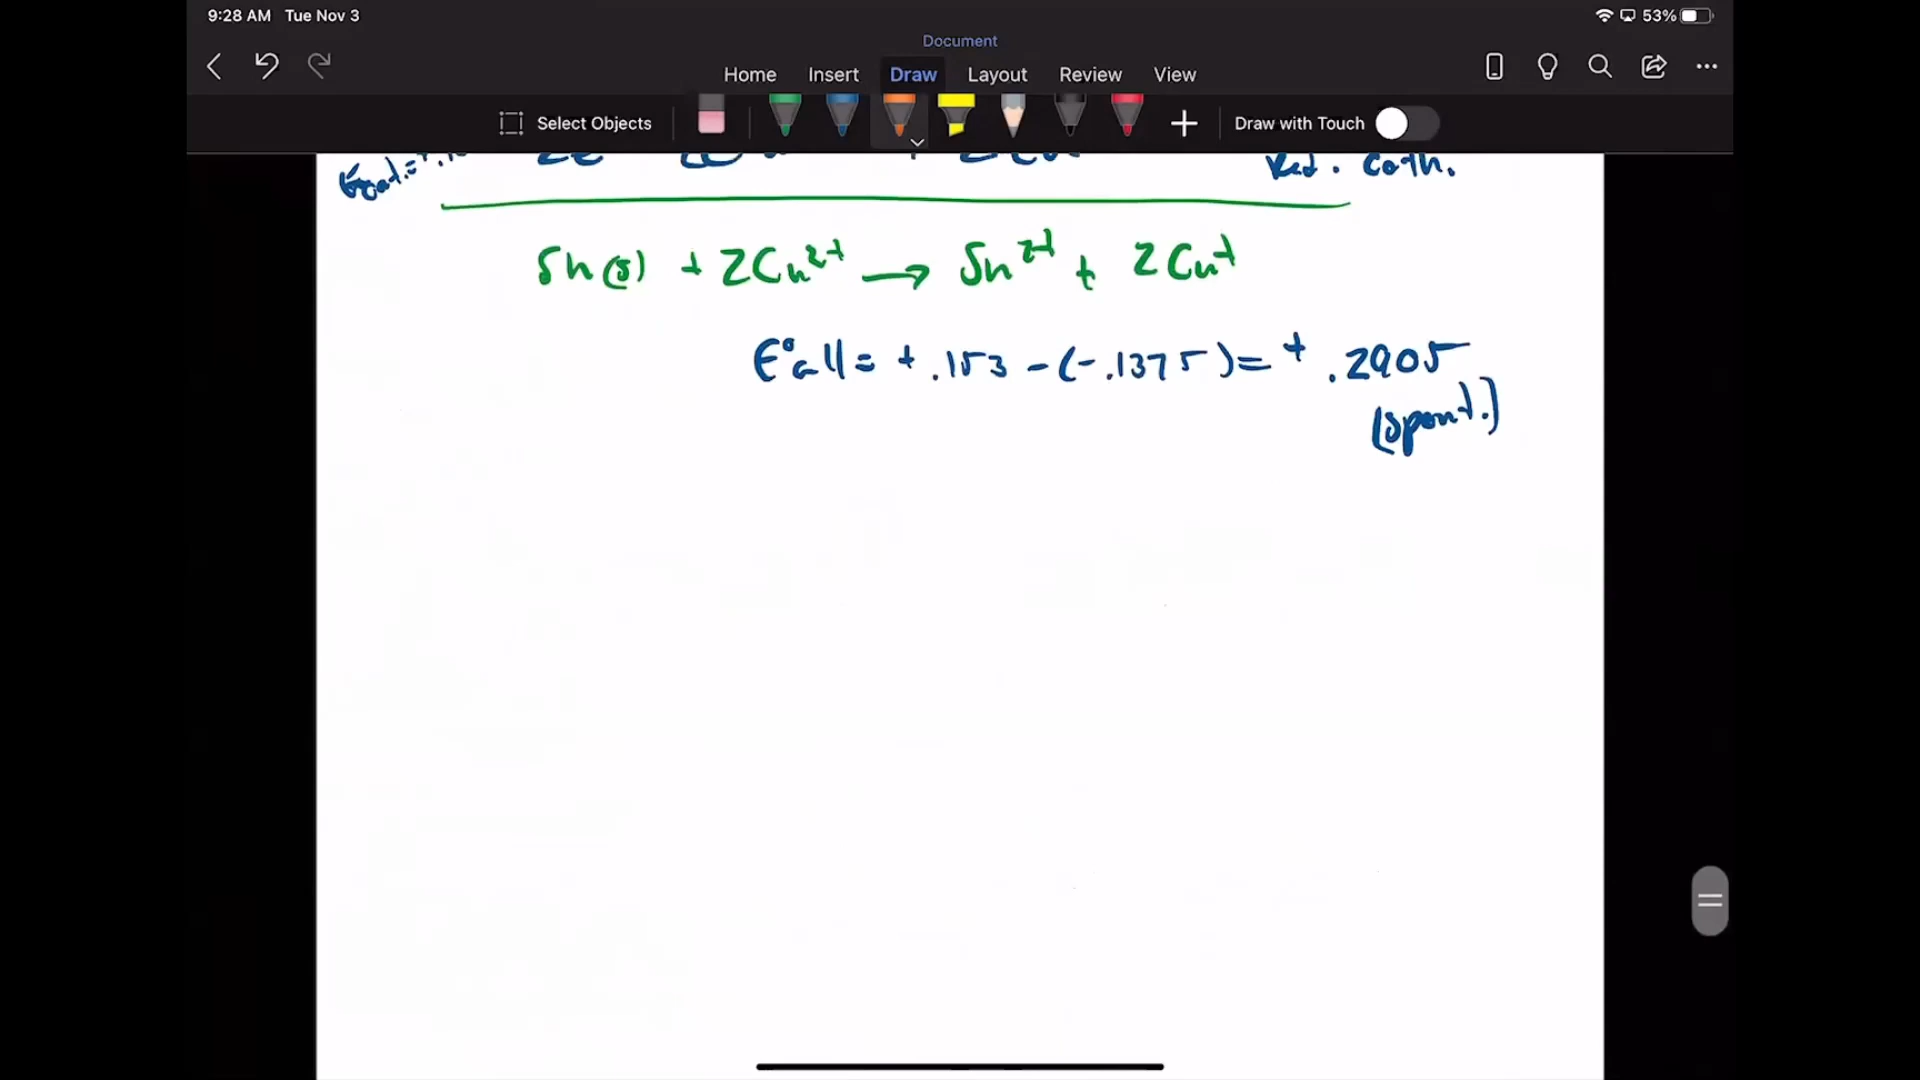 9:28 AM Tue Nov 3
53%
Document
Home Insert Draw Layout Review View
Select Objects
Draw with Touch
Red. Cath.
Sn(s) + 2Cu²⁺ → Sn²⁺ + 2Cu⁺
E°cell = + .153 - (-.1375) = + .2905
(spont.)